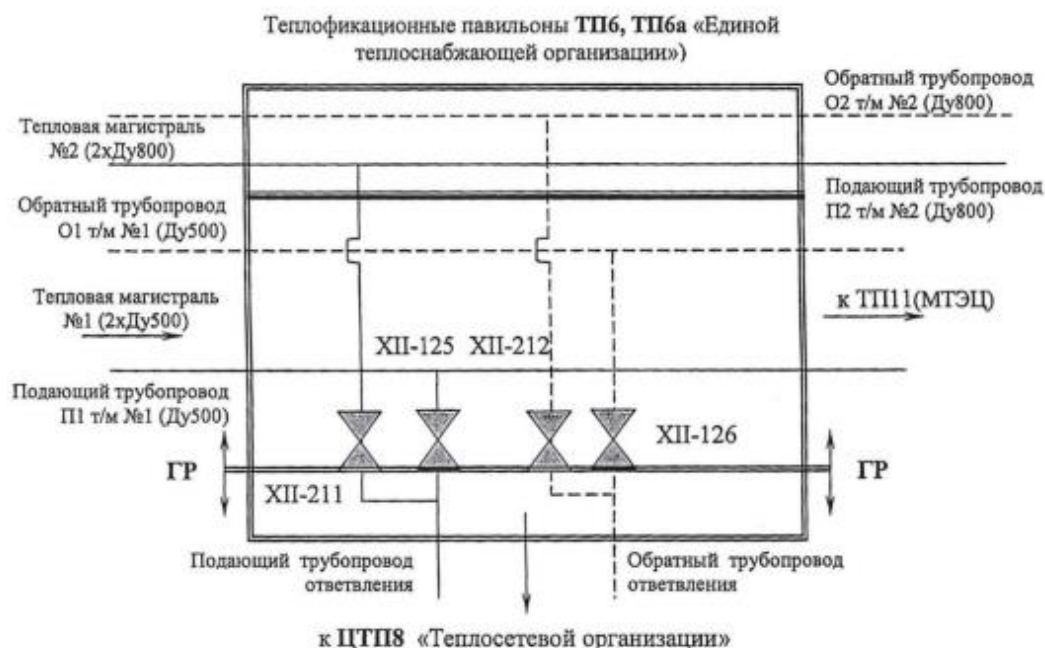 Теплофикационные павильоны ТП6, ТП6а «Единой
теплоснабжающей организации»)
Обратный трубопровод
О2 т/м №2 (Ду800)
Тепловая магистраль
№2 (2хДу800)
Подающий трубопровод
П2 т/м №2 (Ду800)
Обратный трубопровод
О1 т/м №1 (Ду500)
Тепловая магистраль
№1 (2хДу500)
к ТП11(МТЭЦ)
XII-125 XII-212
Подающий трубопровод
П1 т/м №1 (Ду500)
XII-126
ГР
ГР
XII-211
Подающий трубопровод
ответвления
Обратный трубопровод
ответвления
к ЦТП8 «Теплосетевой организации»